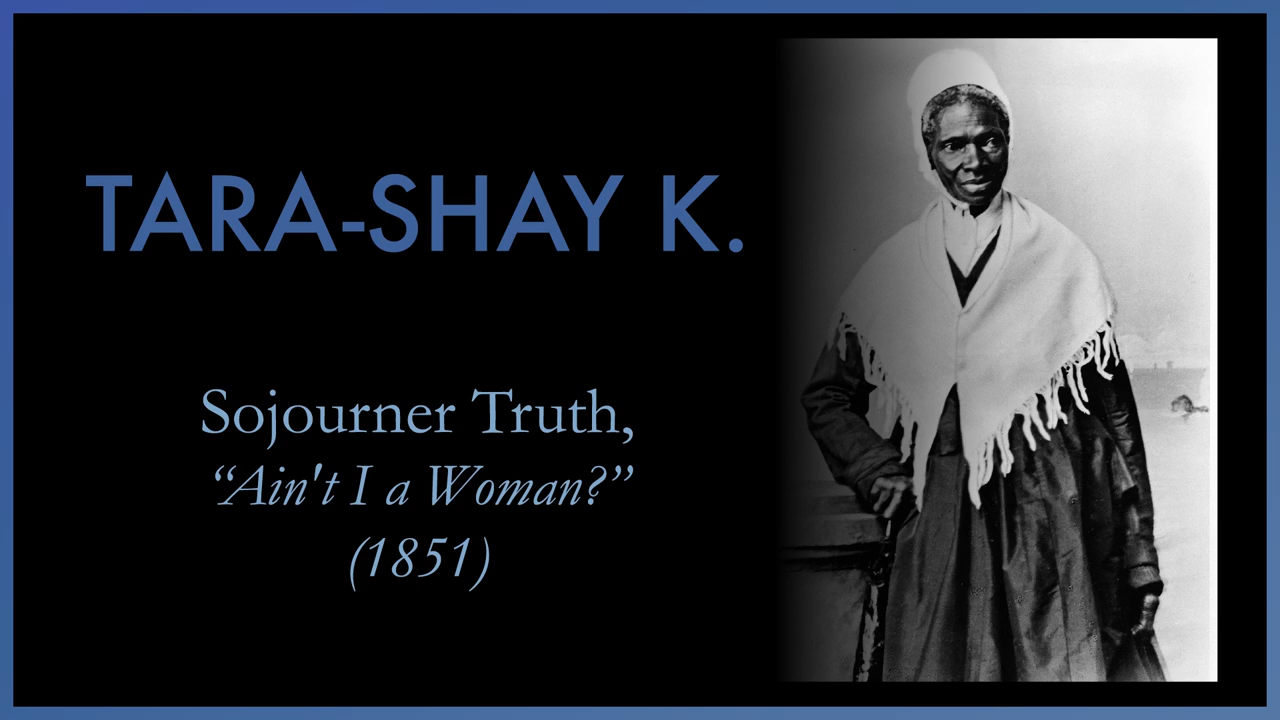 TARA-SHAY K.
Sojourner Truth,
“Ain't I a Woman?”
(1851)